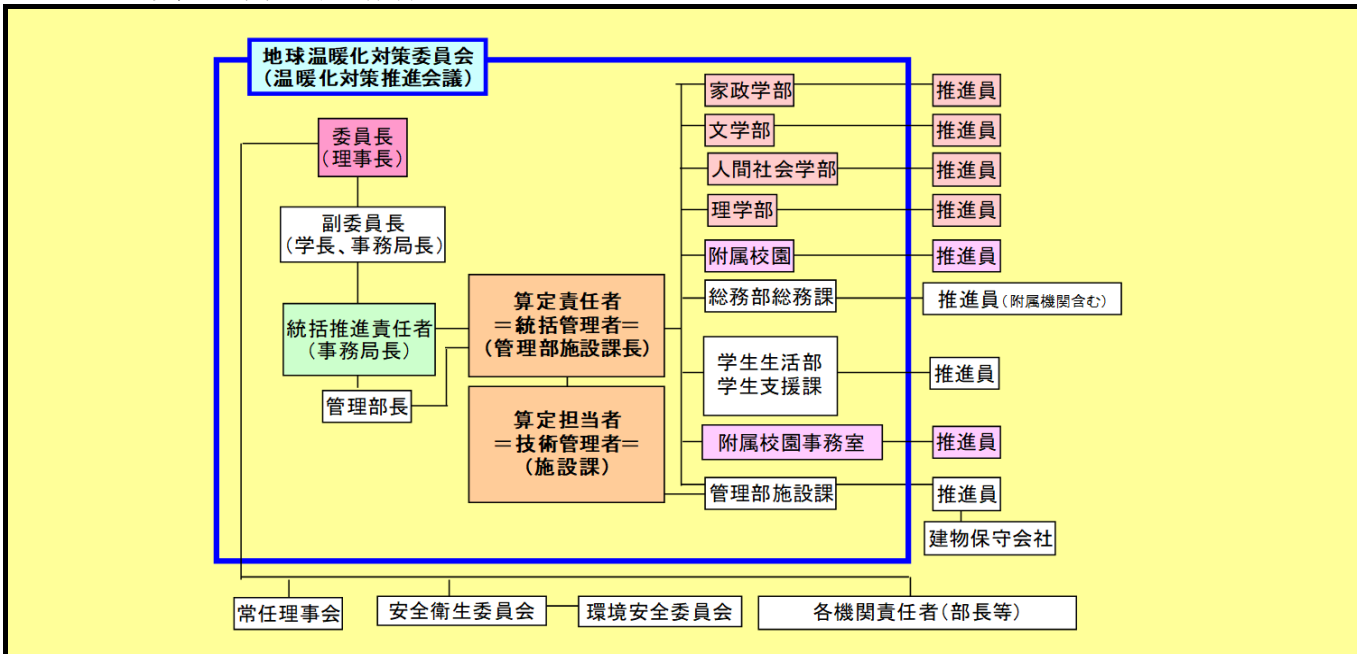 地球温暖化対策委員会
（温暖化対策推進会議）
委員長
（理事長）
副委員長
（学長、事務局長）
統括推進責任者
（事務局長）
管理部長
算定責任者
＝統括管理者＝
（管理部施設課長）
算定担当者
＝技術管理者＝
（施設課）
家政学部
推進員
文学部
推進員
人間社会学部
推進員
理学部
推進員
附属校園
推進員
総務部総務課
推進員（附属機関含む）
学生生活部
学生支援課
推進員
附属校園事務室
推進員
管理部施設課
推進員
建物保守会社
常任理事会
安全衛生委員会
環境安全委員会
各機関責任者（部長等）